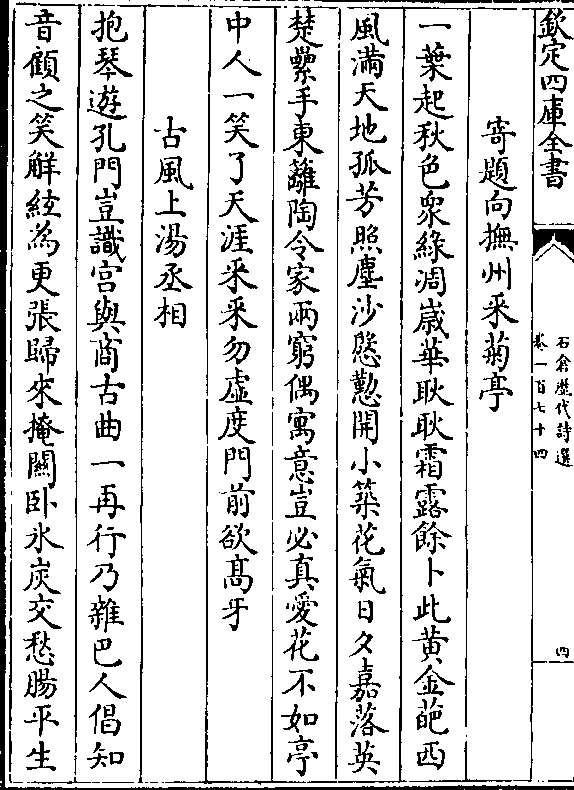 欽定四庫全書
石倉歷代詩選
卷一百七十四
四
寄題向撫州采菊亭
一葉起秋色衆綠凋嵗華耿耿霜露餘卜此黄金葩西
風滿天地孤芳照塵沙慇懃開小築花氣日夕嘉落英
楚纍手東籬陶令家兩窮偶寓意豈必真愛花不如亭
中人一笑了天涯采采勿虚度門前欲髙牙
古風上湯丞相
抱琴遊孔門豈識宫與商古曲一再行乃雜巴人倡知
音顧之笑解絃為更張歸來掩關卧氷炭交愁腸平生